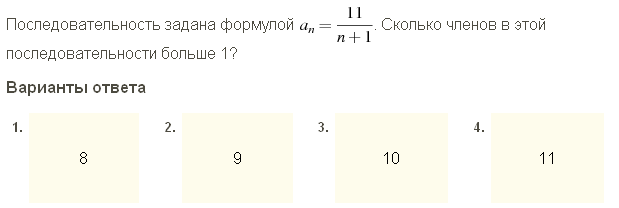 Последовательность задана формулой aₙ = 11/(n + 1). Сколько членов в этой
последовательности больше 1?
Варианты ответа
1. 8 2. 9 3. 10 4. 11